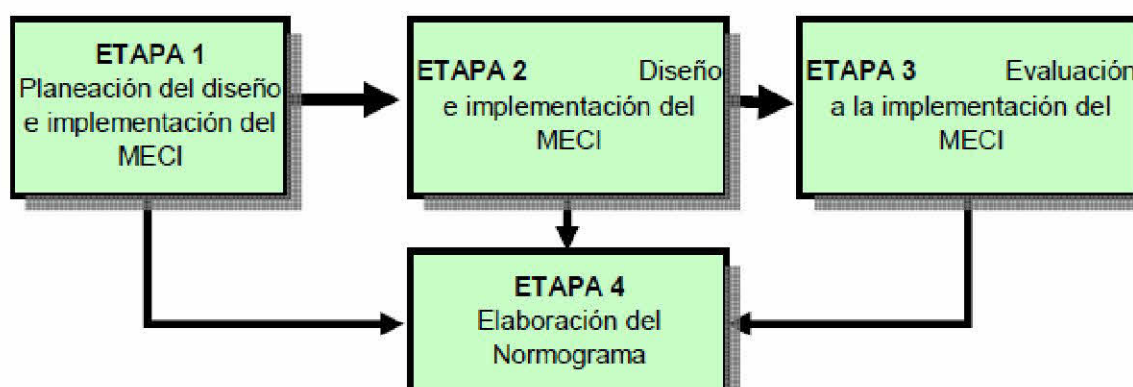 ETAPA 1
Planeación del diseño
e implementación del
MECI
ETAPA 2 Diseño
e implementación del
MECI
ETAPA 3 Evaluación
a la implementación del
MECI
ETAPA 4
Elaboración del
Normograma